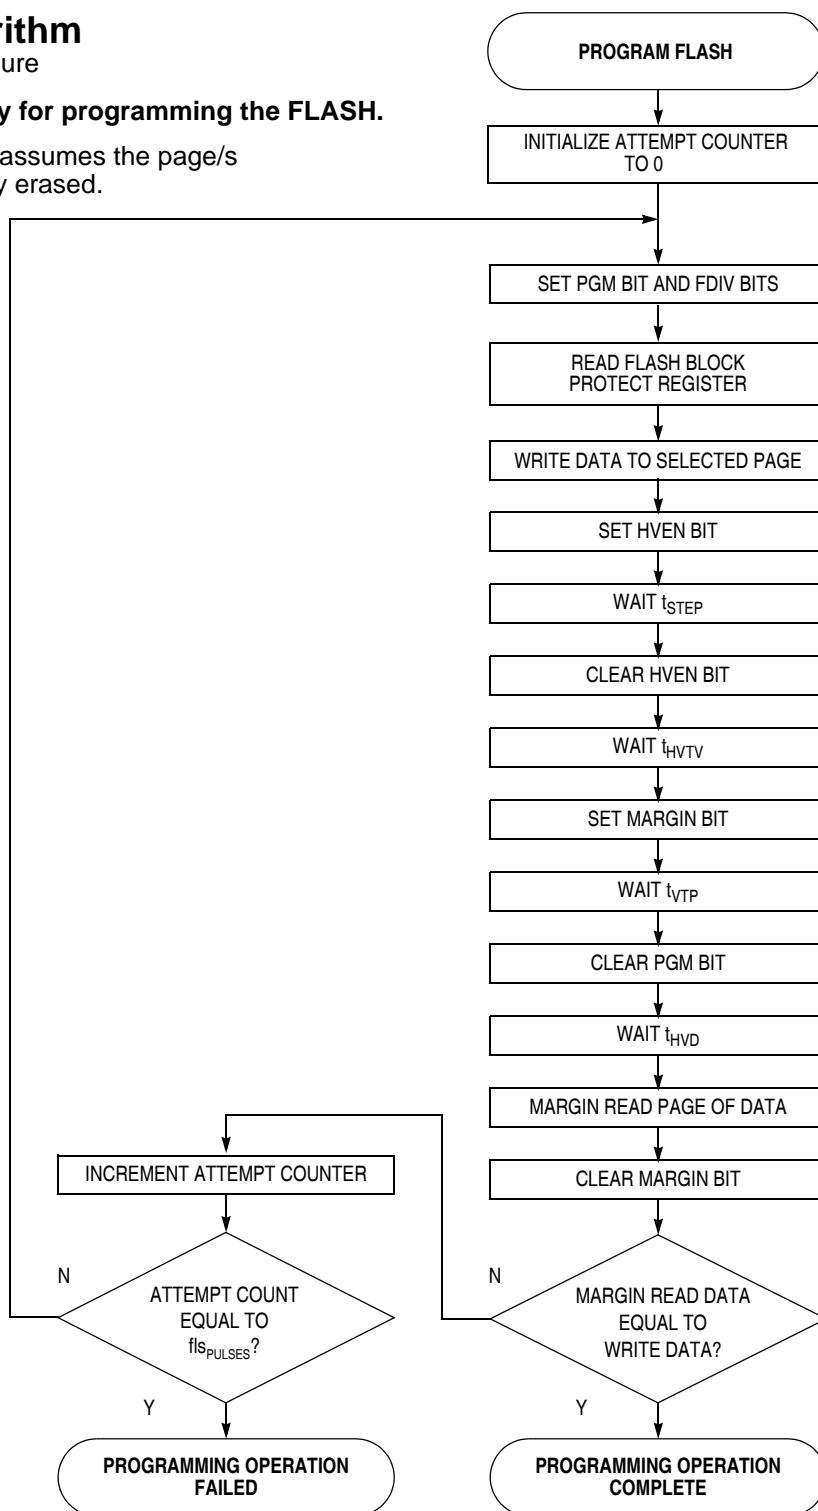 rithm
ure
y for programming the FLASH.
assumes the page/s
y erased.
PROGRAM FLASH
INITIALIZE ATTEMPT COUNTER
TO 0
SET PGM BIT AND FDIV BITS
READ FLASH BLOCK
PROTECT REGISTER
WRITE DATA TO SELECTED PAGE
SET HVEN BIT
WAIT tSTEP
CLEAR HVEN BIT
WAIT tHVTV
SET MARGIN BIT
WAIT tVTP
CLEAR PGM BIT
WAIT tHVD
MARGIN READ PAGE OF DATA
INCREMENT ATTEMPT COUNTER
CLEAR MARGIN BIT
N
ATTEMPT COUNT
EQUAL TO
flsPULSES?
Y
N
MARGIN READ DATA
EQUAL TO
WRITE DATA?
Y
PROGRAMMING OPERATION
FAILED
PROGRAMMING OPERATION
COMPLETE